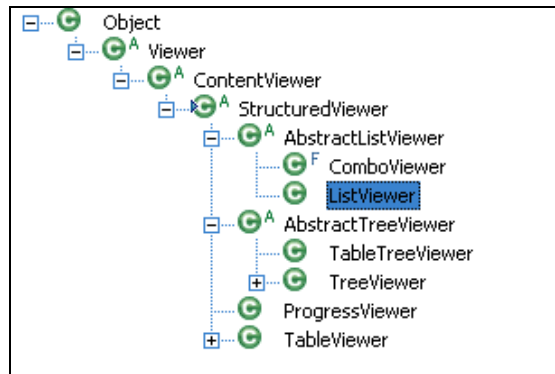 C Object
C A Viewer
C A ContentViewer
C A StructuredViewer
C A AbstractListViewer
C F ComboViewer
C ListViewer
C A AbstractTreeViewer
C TableTreeViewer
C TreeViewer
C ProgressViewer
C TableViewer